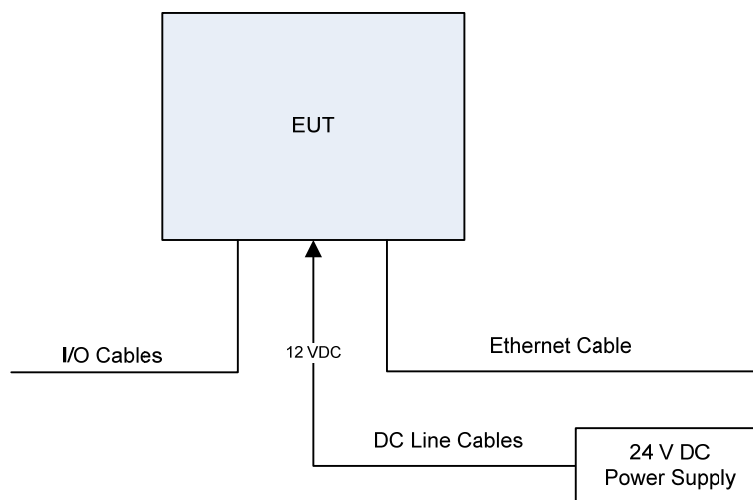 EUT
I/O Cables
12 VDC
Ethernet Cable
DC Line Cables
24 V DC
Power Supply